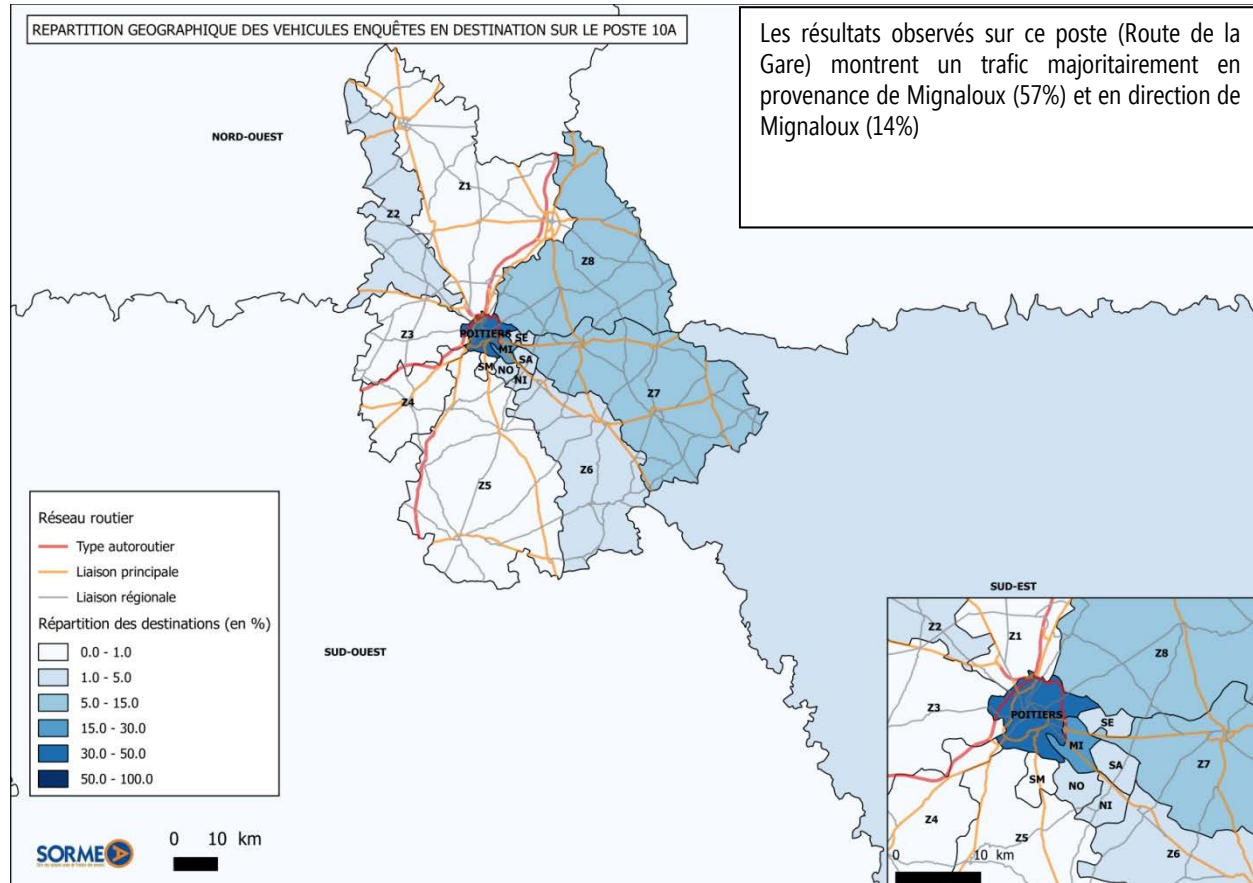 REPARTITION GEOGRAPHIQUE DES VEHICULES ENQUÊTES EN DESTINATION SUR LE POSTE 10A
Les résultats observés sur ce poste (Route de la
Gare) montrent un trafic majoritairement en
provenance de Mignaloux (57%) et en direction de
Mignaloux (14%)
NORD-OUEST
Z1
Z2
Z8
Z3
POITIERS
SE
MI
SA
SM
NO
NI
Z4
Z7
Z5
Z6
SUD-OUEST
SUD-EST
Réseau routier
Type autoroutier
Liaison principale
Liaison régionale
Répartition des destinations (en %)
0.0 - 1.0
1.0 - 5.0
5.0 - 15.0
15.0 - 30.0
30.0 - 50.0
50.0 - 100.0
SORMEA
0 10 km
Z2
Z1
Z8
Z3
POITIERS
SE
MI
SA
Z7
SM
NO
NI
Z4
Z5
Z6
0 10 km